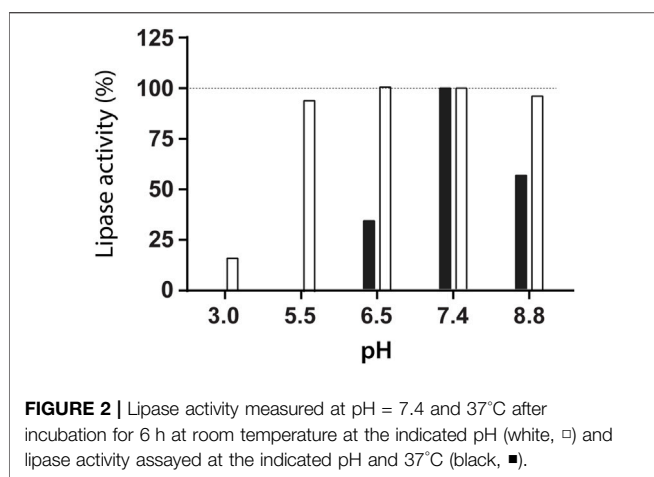 125
100
75
50
25
0
Lipase activity (%)
3.0 5.5 6.5 7.4 8.8
pH
FIGURE 2 | Lipase activity measured at pH = 7.4 and 37°C after
incubation for 6 h at room temperature at the indicated pH (white, □) and
lipase activity assayed at the indicated pH and 37°C (black, ■).